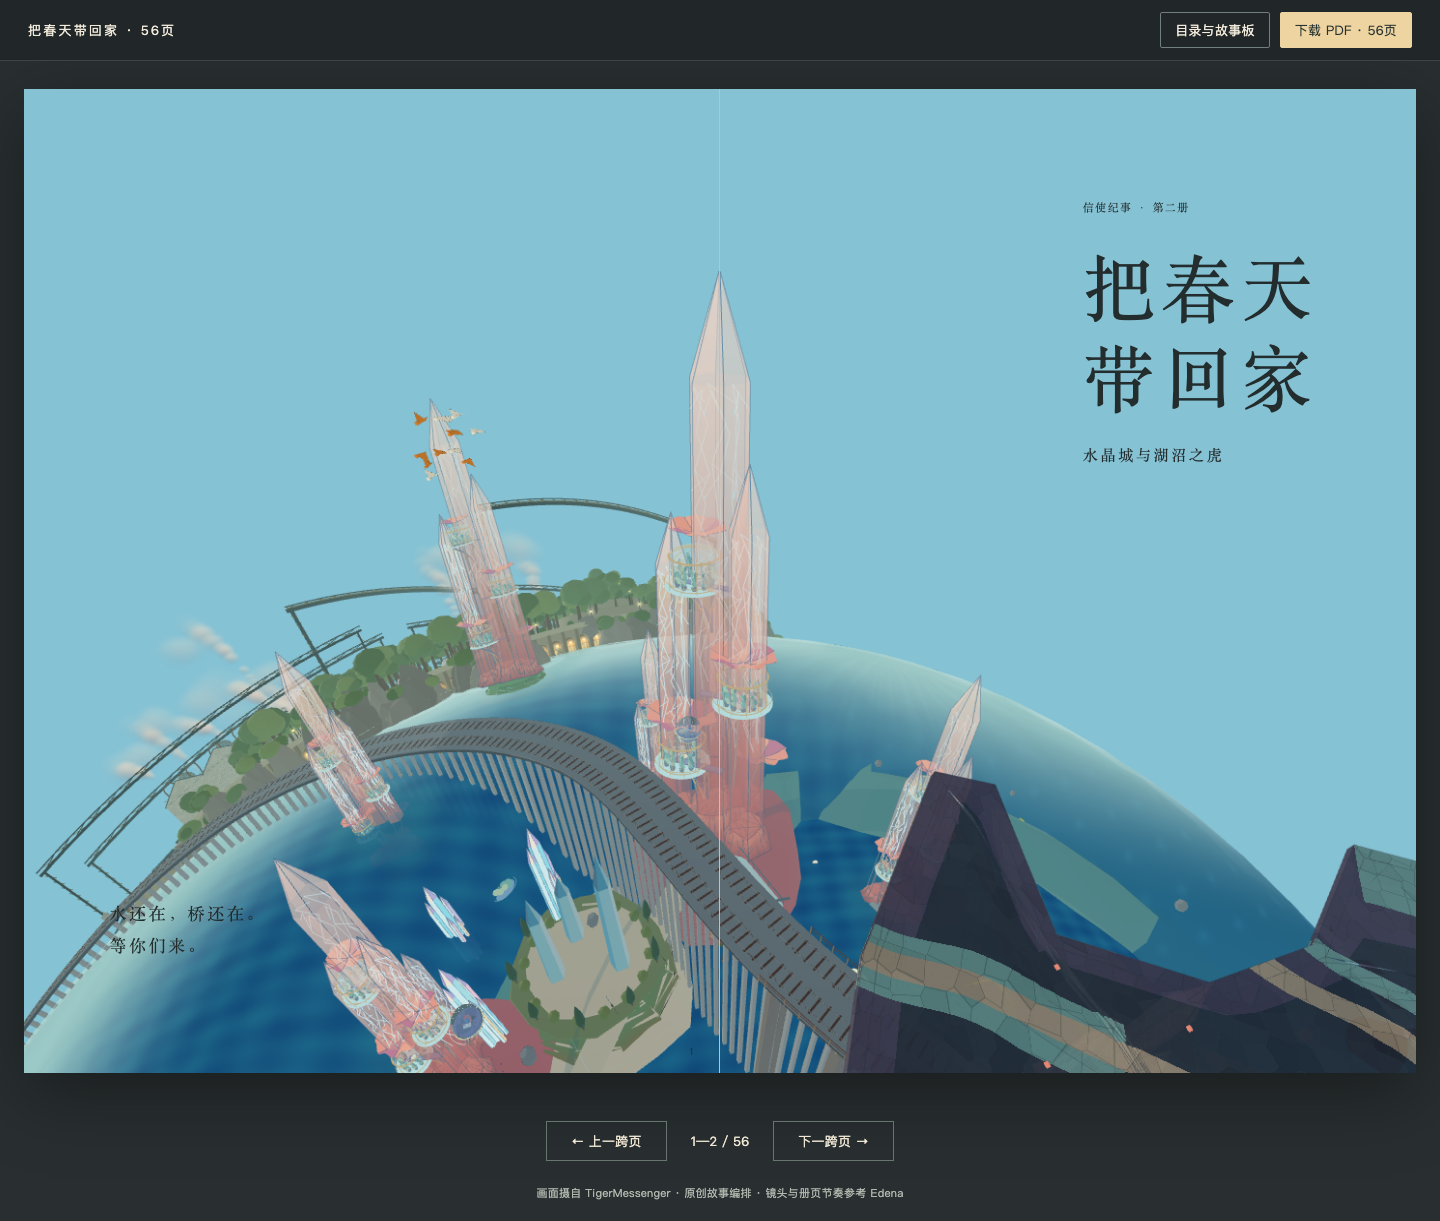 把春天带回家 · 56页
目录与故事板
下载 PDF · 56页
信使纪事 · 第二册
把春天
带回家
水晶城与湖沼之虎
水还在，桥还在。
等你们来。
1
← 上一跨页
1—2 / 56
下一跨页 →
画面摄自 TigerMessenger · 原创故事编排 · 镜头与册页节奏参考 Edena